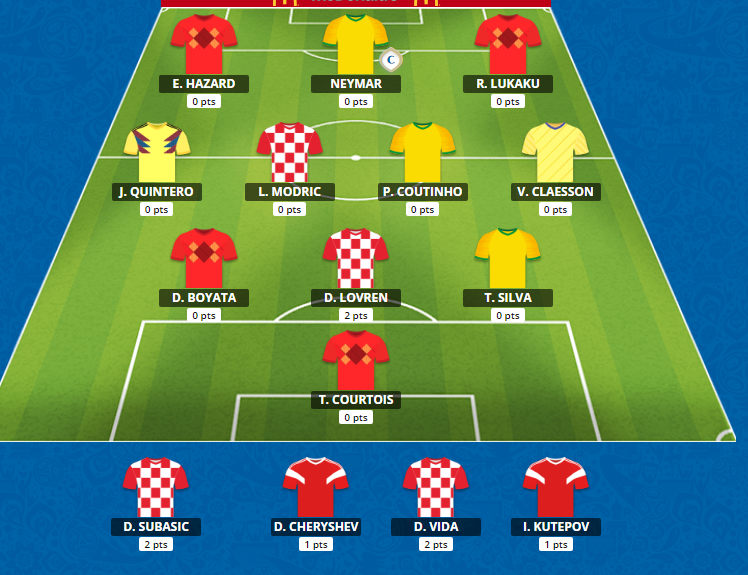 E. HAZARD
NEYMAR
R. LUKAKU
C
0 pts
0 pts
0 pts
J. QUINTERO
L. MODRIC
P. COUTINHO
V. CLAESSON
0 pts
0 pts
0 pts
0 pts
D. BOYATA
D. LOVREN
T. SILVA
0 pts
2 pts
0 pts
T. COURTOIS
0 pts
D. SUBASIC
D. CHERYSHEV
D. VIDA
I. KUTEPOV
2 pts
1 pts
2 pts
1 pts